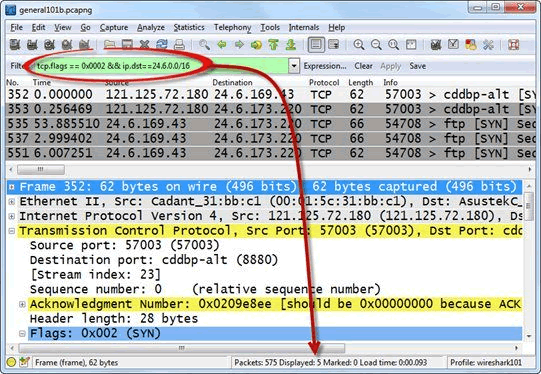 general101b.pcapng
File Edit View Go Capture Analyze Statistics Telephony Tools Internals Help
Filter: tcp.flags == 0x0002 && ip.dst==24.6.0.0/16 Expression... Clear Apply Save
No. Time Source Destination Protocol Length Info
352 0.000000 121.125.72.180 24.6.169.43 TCP 62 57003 > cddbp-alt [SY
353 0.256469 121.125.72.180 24.6.173.220 TCP 62 57003 > cddbp-alt [SY
535 53.885510 24.6.169.43 24.6.173.220 TCP 66 54708 > ftp [SYN] Sec
537 2.999402 24.6.169.43 24.6.173.220 TCP 66 54708 > ftp [SYN] Sec
551 6.007251 24.6.169.43 24.6.173.220 TCP 62 54708 > ftp [SYN] Sec
Frame 352: 62 bytes on wire (496 bits), 62 bytes captured (496 bits)
Ethernet II, Src: Cadant_31:bb:c1 (00:01:5c:31:bb:c1), Dst: AsustekC_
Internet Protocol Version 4, Src: 121.125.72.180 (121.125.72.180), Ds
Transmission Control Protocol, Src Port: 57003 (57003), Dst Port: cdd
Source port: 57003 (57003)
Destination port: cddbp-alt (8880)
[Stream index: 23]
Sequence number: 0 (relative sequence number)
Acknowledgment Number: 0x0209e8ee [should be 0x00000000 because ACK
Header length: 28 bytes
Flags: 0x002 (SYN)
Frame (frame), 62 bytes Packets: 575 Displayed: 5 Marked: 0 Load time: 0:00.093 Profile: wireshark101